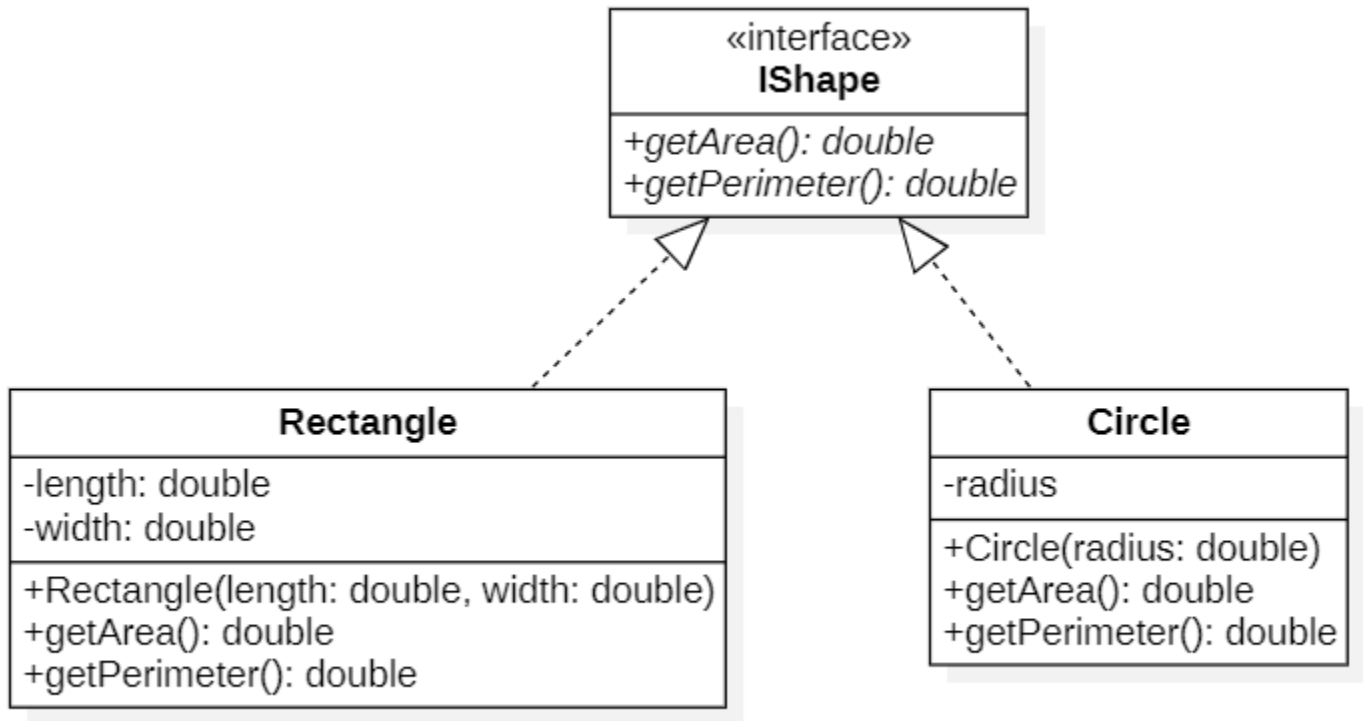 «interface»
IShape
+getArea(): double
+getPerimeter(): double
Rectangle
-length: double
-width: double
+Rectangle(length: double, width: double)
+getArea(): double
+getPerimeter(): double
Circle
-radius
+Circle(radius: double)
+getArea(): double
+getPerimeter(): double